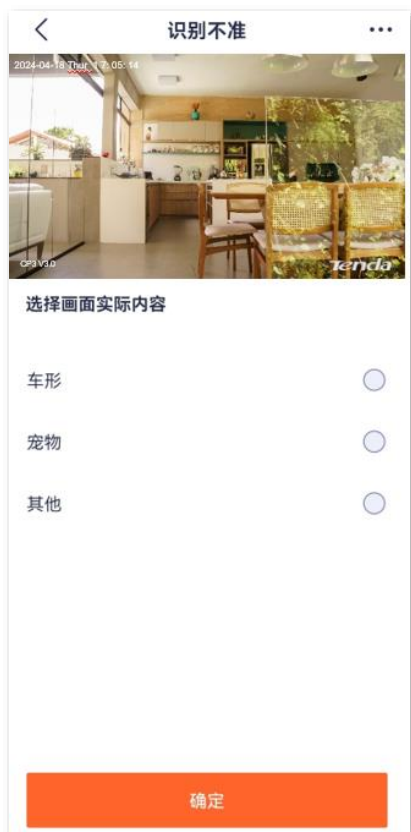 识别不准
2024-04-18 Thur 17:05:14
CP3 V3.0
Tenda
选择画面实际内容
车形
宠物
其他
确定